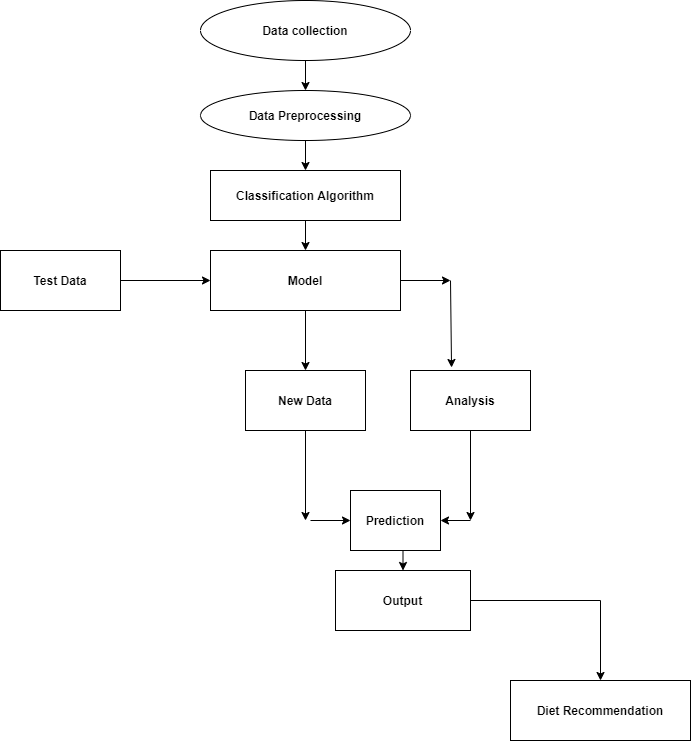 Data collection
Data Preprocessing
Classification Algorithm
Test Data
Model
New Data
Analysis
Prediction
Output
Diet Recommendation